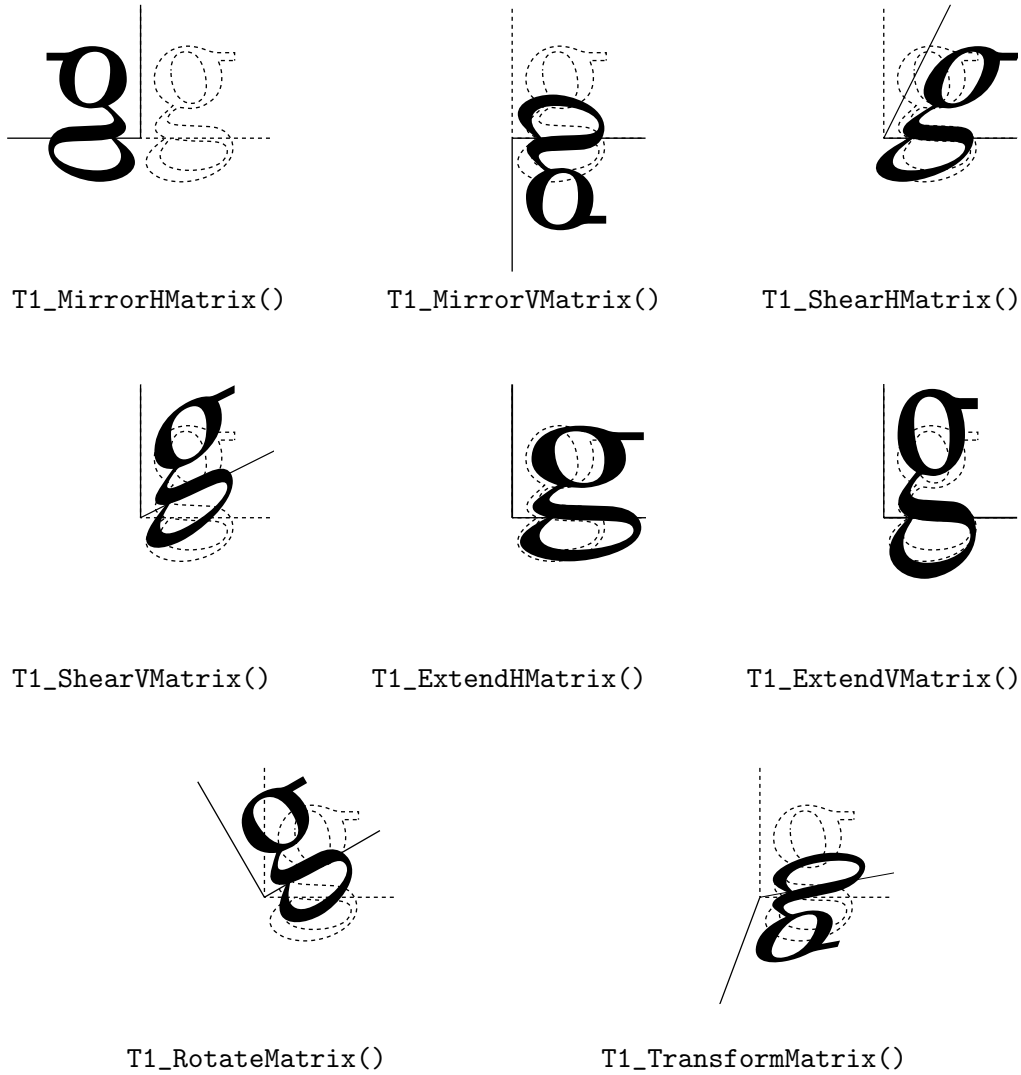 T1_MirrorHMatrix() T1_MirrorVMatrix() T1_ShearHMatrix()
T1_ShearVMatrix() T1_ExtendHMatrix() T1_ExtendVMatrix()
T1_RotateMatrix() T1_TransformMatrix()